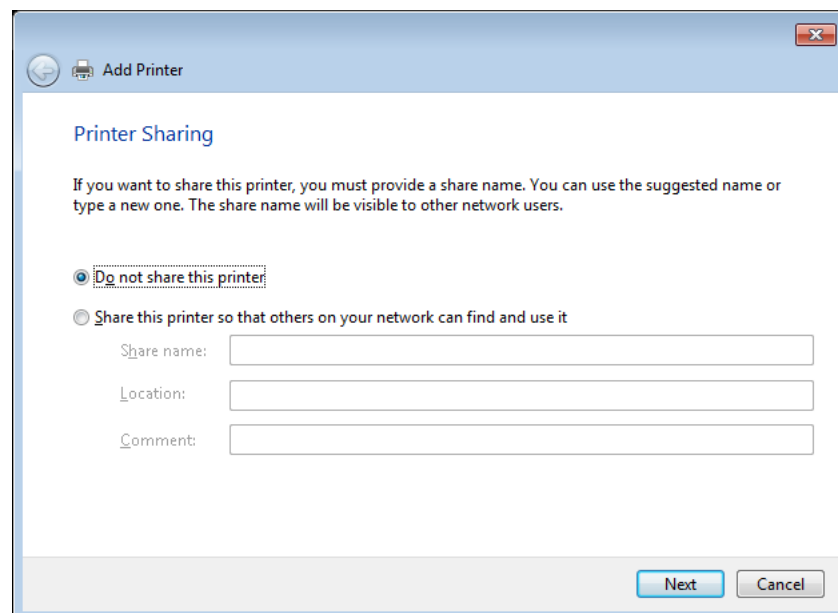 Add Printer
Printer Sharing
If you want to share this printer, you must provide a share name. You can use the suggested name or
type a new one. The share name will be visible to other network users.
Do not share this printer
Share this printer so that others on your network can find and use it
Share name:
Location:
Comment:
Next Cancel